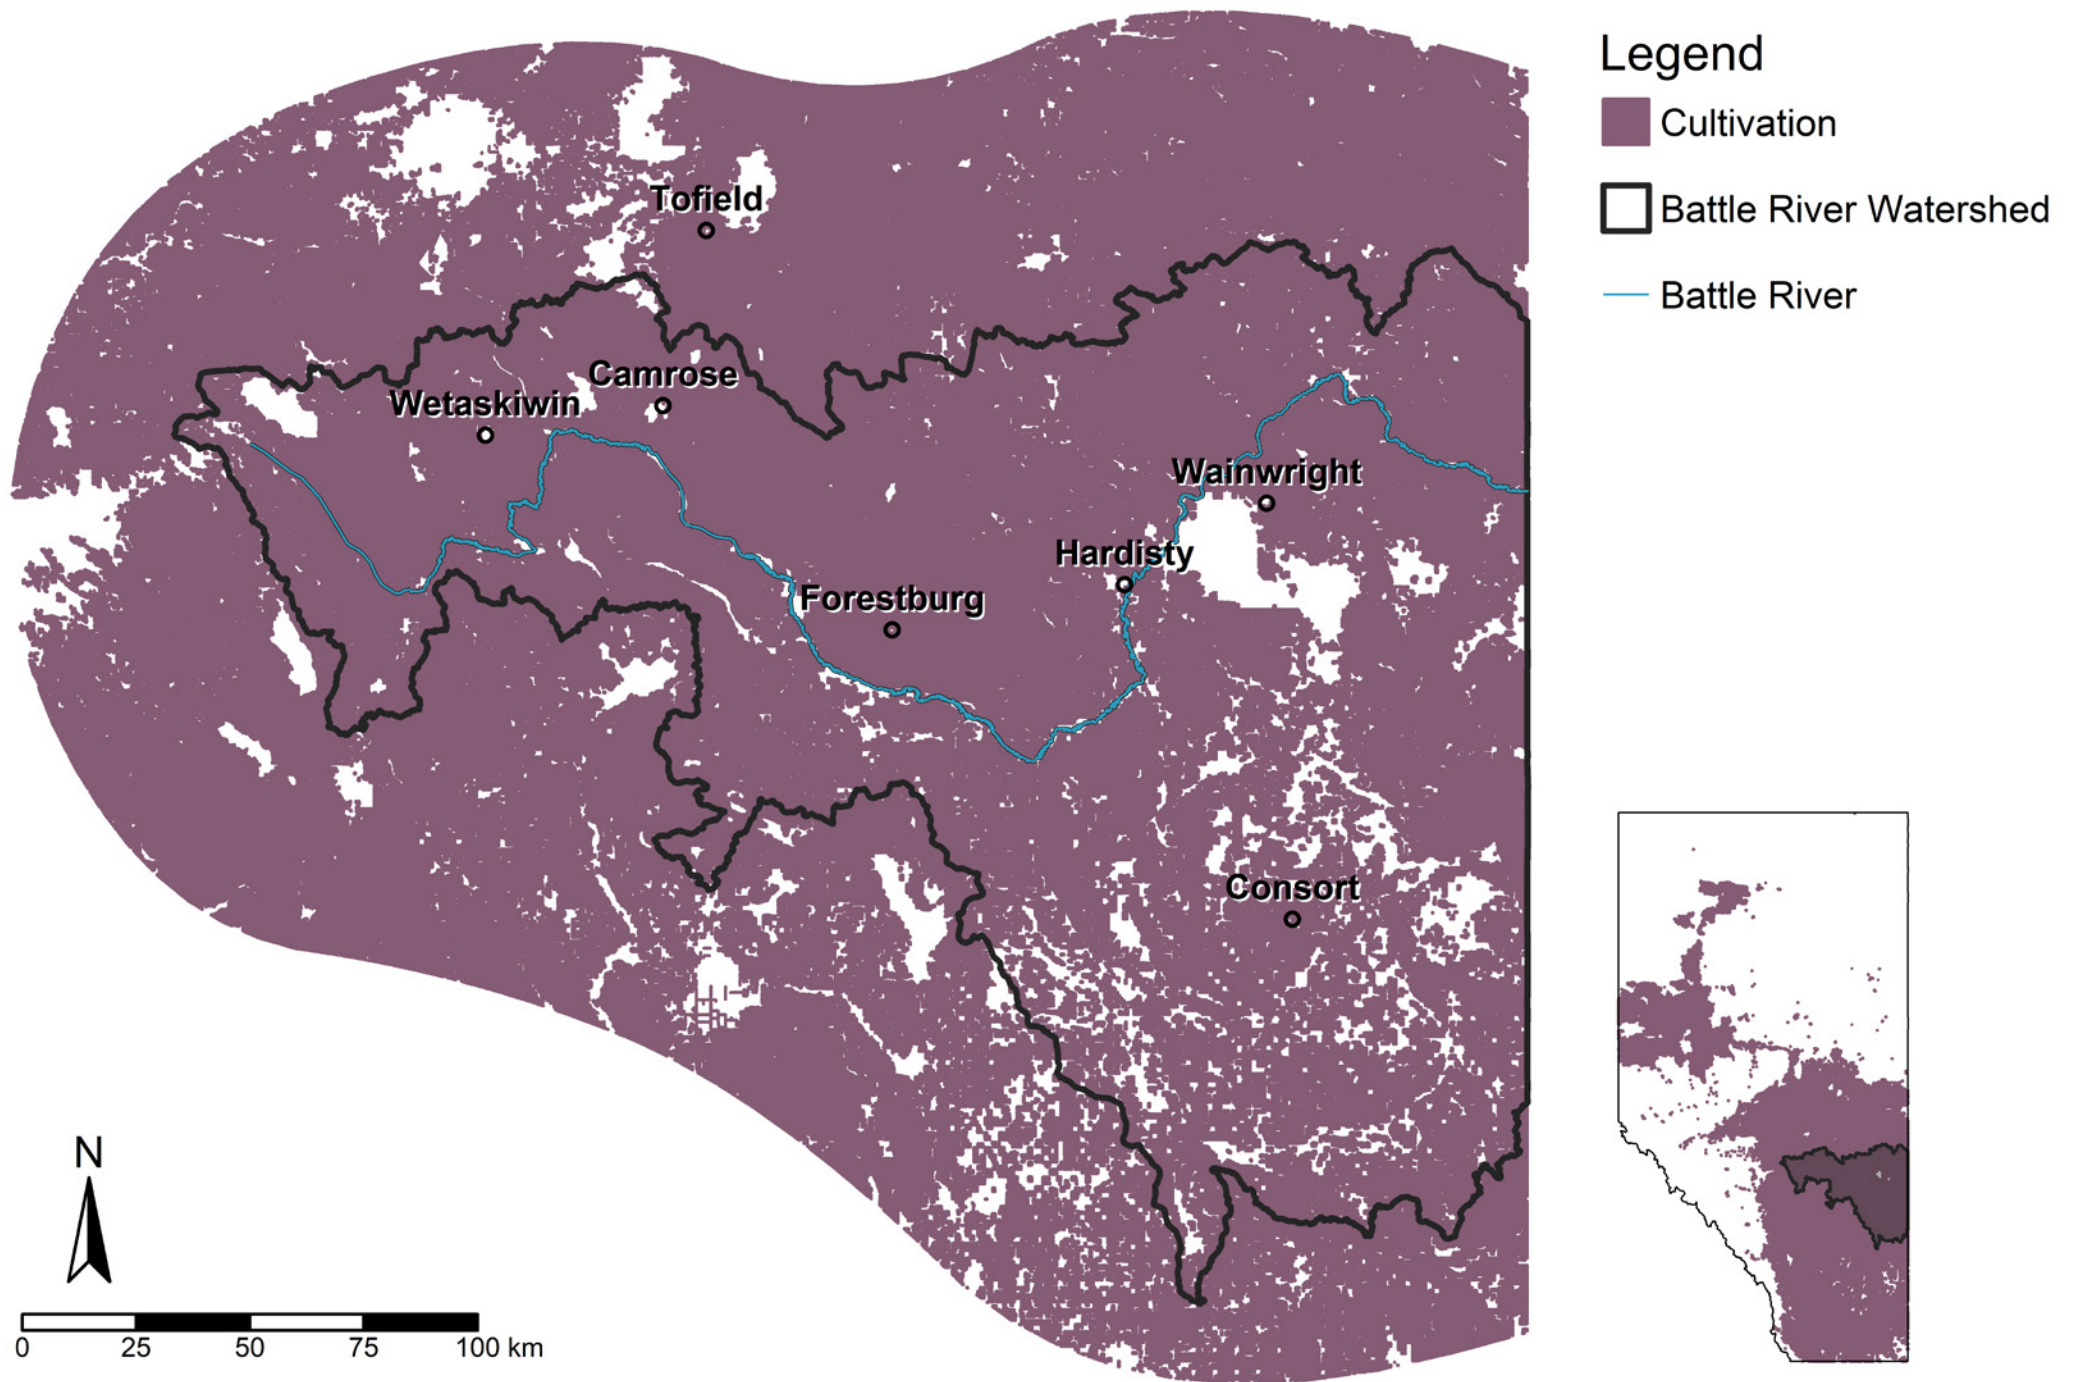 Legend
Cultivation
Battle River Watershed
Battle River
Tofield
Camrose
Wetaskiwin
Wainwright
Hardisty
Forestburg
Consort
N
0 25 50 75 100 km